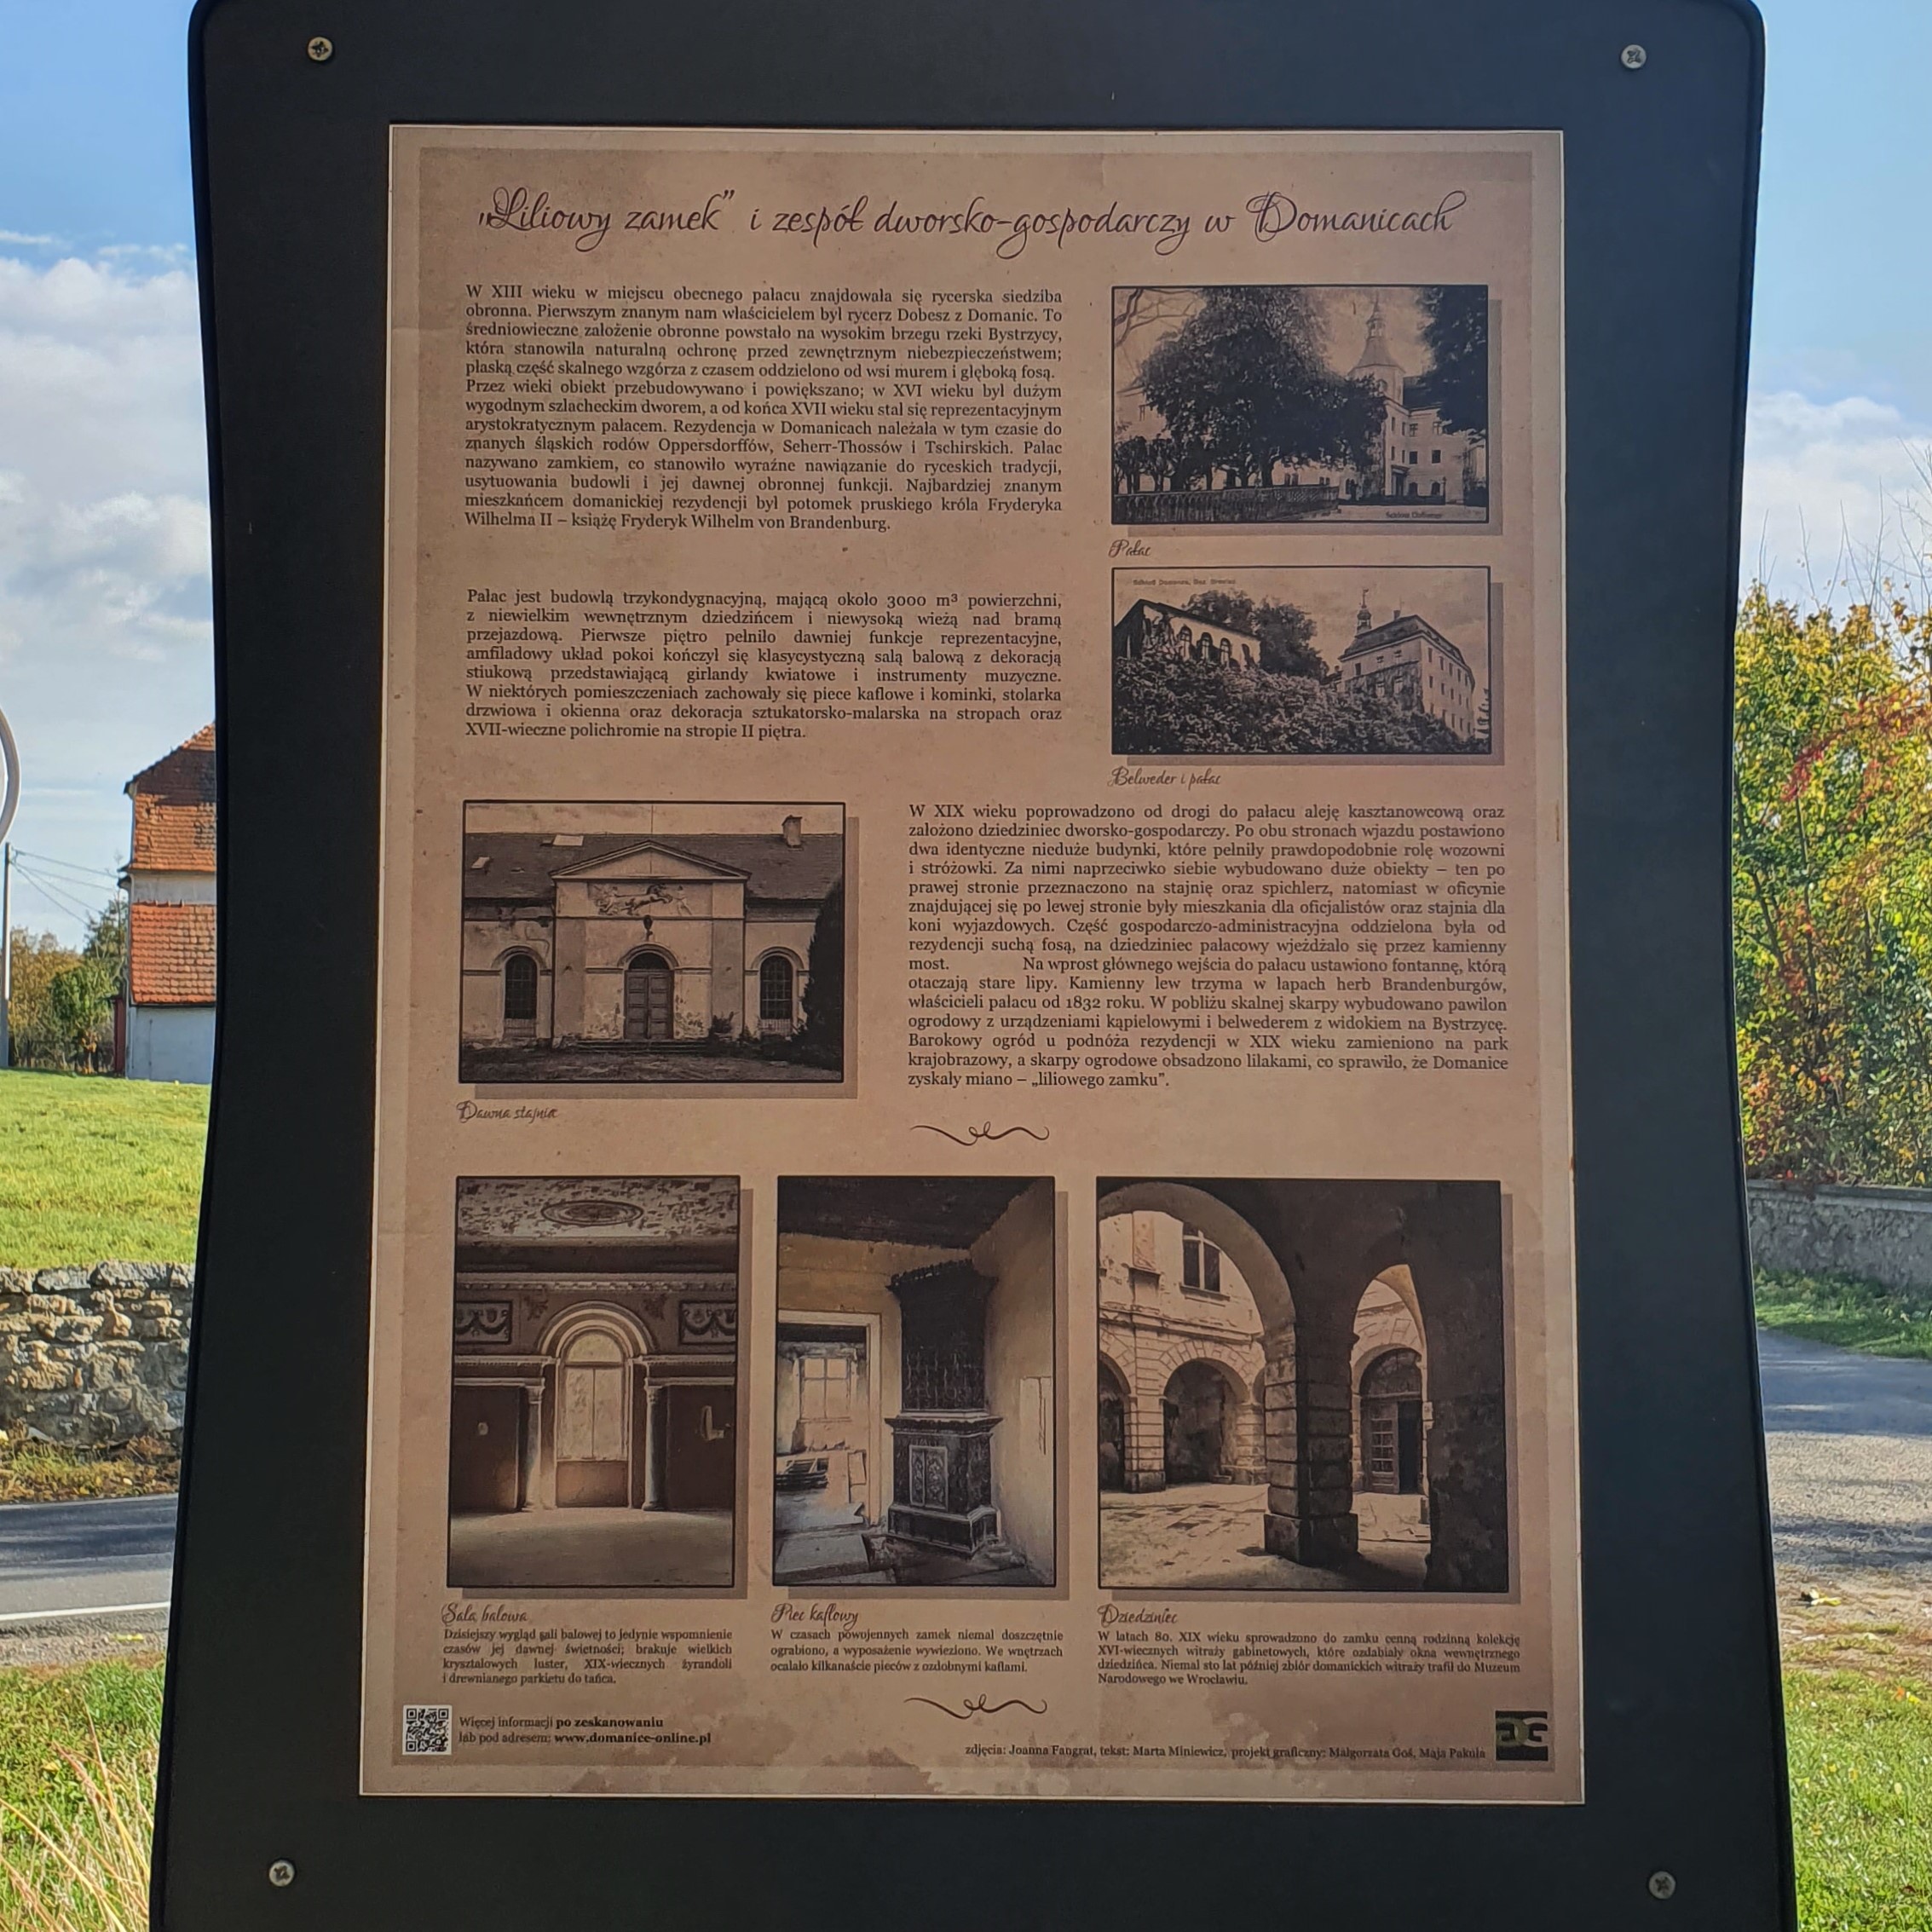 „Liliowy zamek” i zespół dworsko-gospodarczy w Domanicach
W XIII wieku w miejscu obecnego pałacu znajdowała się rycerska siedziba
obronna. Pierwszym znanym nam właścicielem był rycerz Dobesz z Domanic. To
średniowieczne założenie obronne powstało na wysokim brzegu rzeki Bystrzycy,
która stanowiła naturalną ochronę przed zewnętrznym niebezpieczeństwem;
płaską część skalnego wzgórza z czasem oddzielono od wsi murem i głęboką fosą.
Przez wieki obiekt przebudowywano i powiększano; w XVI wieku był dużym
wygodnym szlacheckim dworem, a od końca XVII wieku stał się reprezentacyjnym
arystokratycznym pałacem. Rezydencja w Domanicach należała w tym czasie do
znanych śląskich rodów Oppersdorffów, Seherr-Thossów i Tschirskich. Pałac
nazywano zamkiem, co stanowiło wyraźne nawiązanie do ryceskich tradycji,
usytuowania budowli i jej dawnej obronnej funkcji. Najbardziej znanym
mieszkańcem domanickiej rezydencji był potomek pruskiego króla Fryderyka
Wilhelma II – książę Fryderyk Wilhelm von Brandenburg.
Pałac
Pałac jest budowlą trzykondygnacyjną, mającą około 3000 m³ powierzchni,
z niewielkim wewnętrznym dziedzińcem i niewysoką wieżą nad bramą
przejazdową. Pierwsze piętro pełniło dawniej funkcje reprezentacyjne,
amfiladowy układ pokoi kończył się klasycystyczną salą balową z dekoracją
stiukową przedstawiającą girlandy kwiatowe i instrumenty muzyczne.
W niektórych pomieszczeniach zachowały się piece kaflowe i kominki, stolarka
drzwiowa i okienna oraz dekoracja sztukatorsko-malarska na stropach oraz
XVII-wieczne polichromie na stropie II piętra.
Belweder i pałac
W XIX wieku poprowadzono od drogi do pałacu aleję kasztanowcową oraz
założono dziedziniec dworsko-gospodarczy. Po obu stronach wjazdu postawiono
dwa identyczne nieduże budynki, które pełniły prawdopodobnie rolę wozowni
i stróżówki. Za nimi naprzeciwko siebie wybudowano duże obiekty – ten po
prawej stronie przeznaczono na stajnię oraz spichlerz, natomiast w oficynie
znajdującej się po lewej stronie były mieszkania dla oficjalistów oraz stajnia dla
koni wyjazdowych. Część gospodarczo-administracyjna oddzielona była od
rezydencji suchą fosą, na dziedziniec pałacowy wjeżdżało się przez kamienny
most. Na wprost głównego wejścia do pałacu ustawiono fontannę, którą
otaczają stare lipy. Kamienny lew trzyma w łapach herb Brandenburgów,
właścicieli pałacu od 1832 roku. W pobliżu skalnej skarpy wybudowano pawilon
ogrodowy z urządzeniami kąpielowymi i belwederem z widokiem na Bystrzycę.
Barokowy ogród u podnóża rezydencji w XIX wieku zamieniono na park
krajobrazowy, a skarpy ogrodowe obsadzono lilakami, co sprawiło, że Domanice
zyskały miano – „liliowego zamku”.
Dawna stajnia
Sala balowa
Dzisiejszy wygląd sali balowej to jedynie wspomnienie
czasów jej dawnej świetności; brakuje wielkich
kryształowych luster, XIX-wiecznych żyrandoli
i drewnianego parkietu do tańca.
Piec kaflowy
W czasach powojennych zamek niemal doszczętnie
ograbiono, a wyposażenie wywieziono. We wnętrzach
ocalało kilkanaście pieców z ozdobnymi kaflami.
Dziedziniec
W latach 80. XIX wieku sprowadzono do zamku cenną rodzinną kolekcję
XVI-wiecznych witraży gabinetowych, które ozdabiały okna wewnętrznego
dziedzińca. Niemal sto lat później zbiór domanickich witraży trafił do Muzeum
Narodowego we Wrocławiu.
Więcej informacji po zeskanowaniu
lub pod adresem: www.domanice-online.pl
zdjęcia: Joanna Fangrat, tekst: Marta Miniewicz, projekt graficzny: Małgorzata Goś, Maja Pakuła